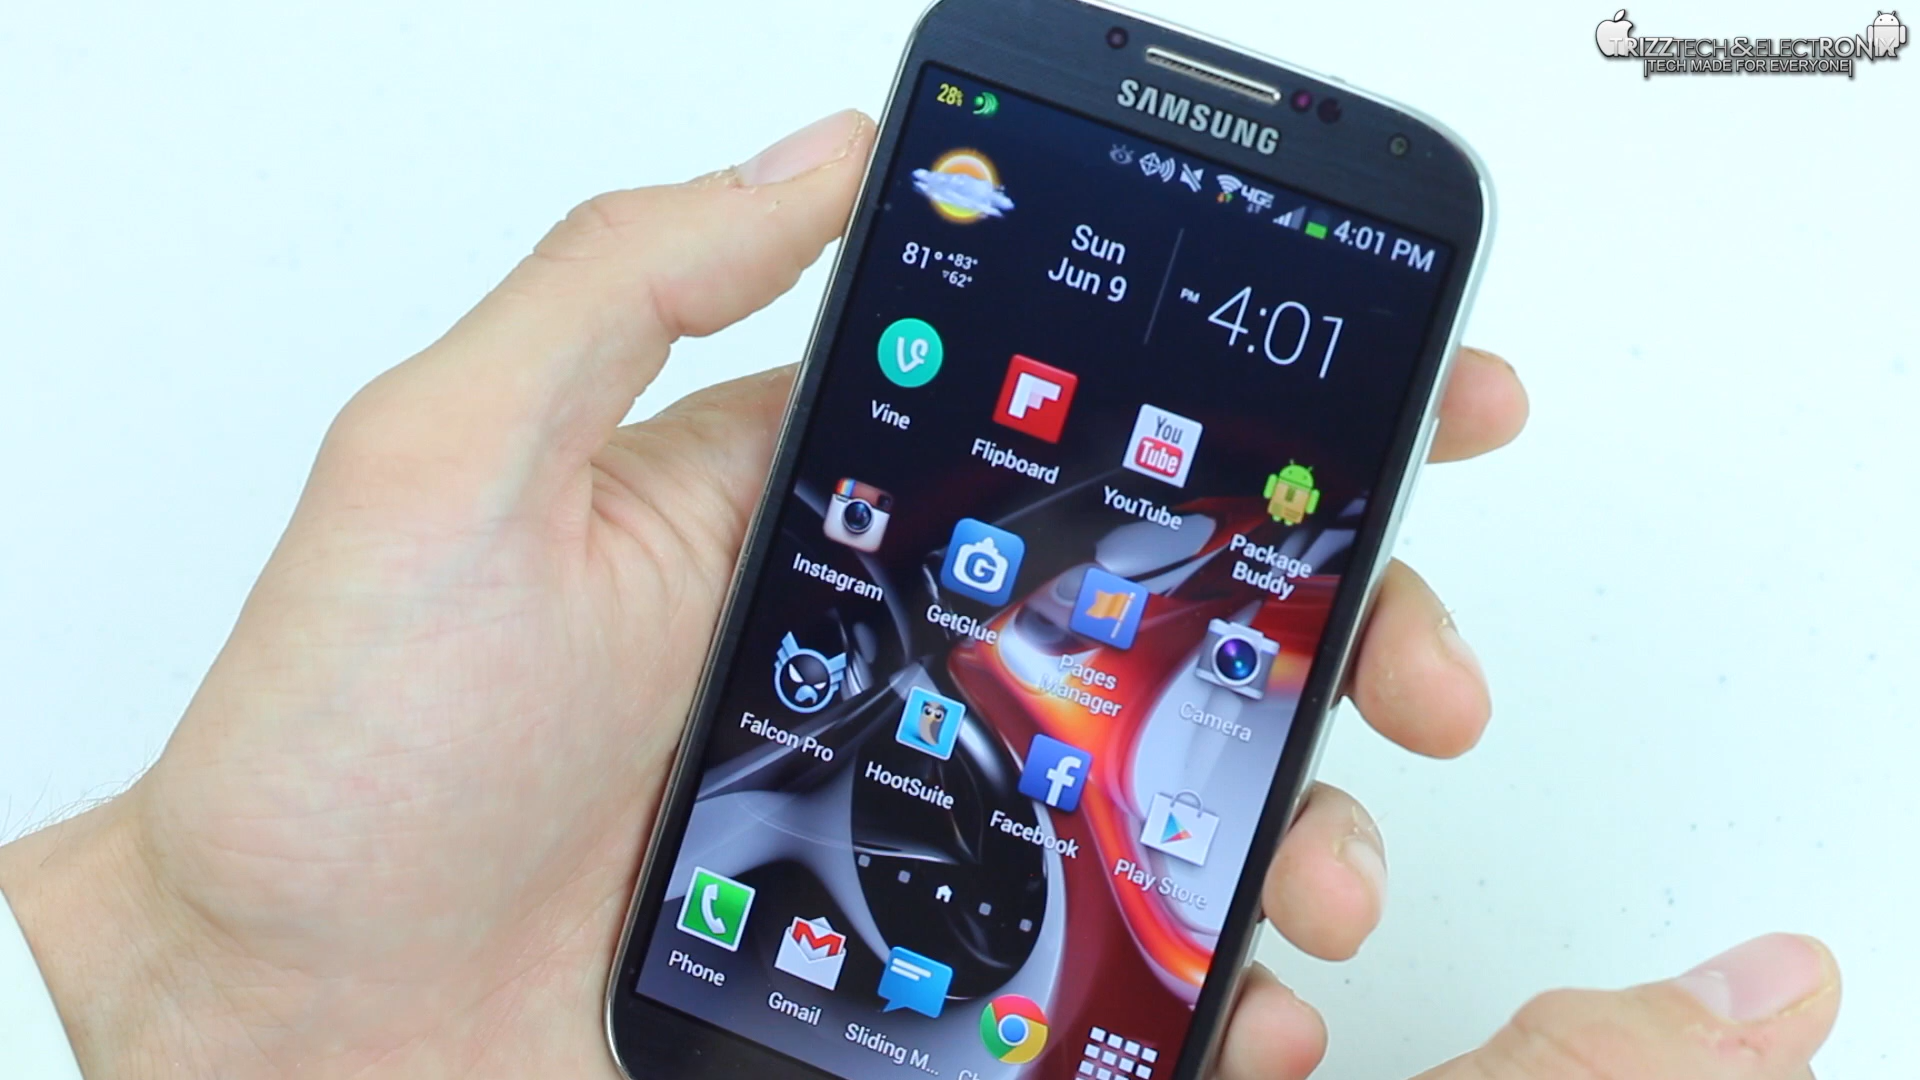 TRIZZTECH & ELECTRONIX
|TECH MADE FOR EVERYONE|
SAMSUNG
28%
4GE
4:01 PM
81° 83°
62°
Sun
Jun 9
PM 4:01
Vine
Flipboard
You
Tube
YouTube
Package
Buddy
Instagram
G
GetGlue
Pages
Manager
Camera
Falcon Pro
HootSuite
f
Facebook
Play Store
Phone
Gmail
Sliding M...